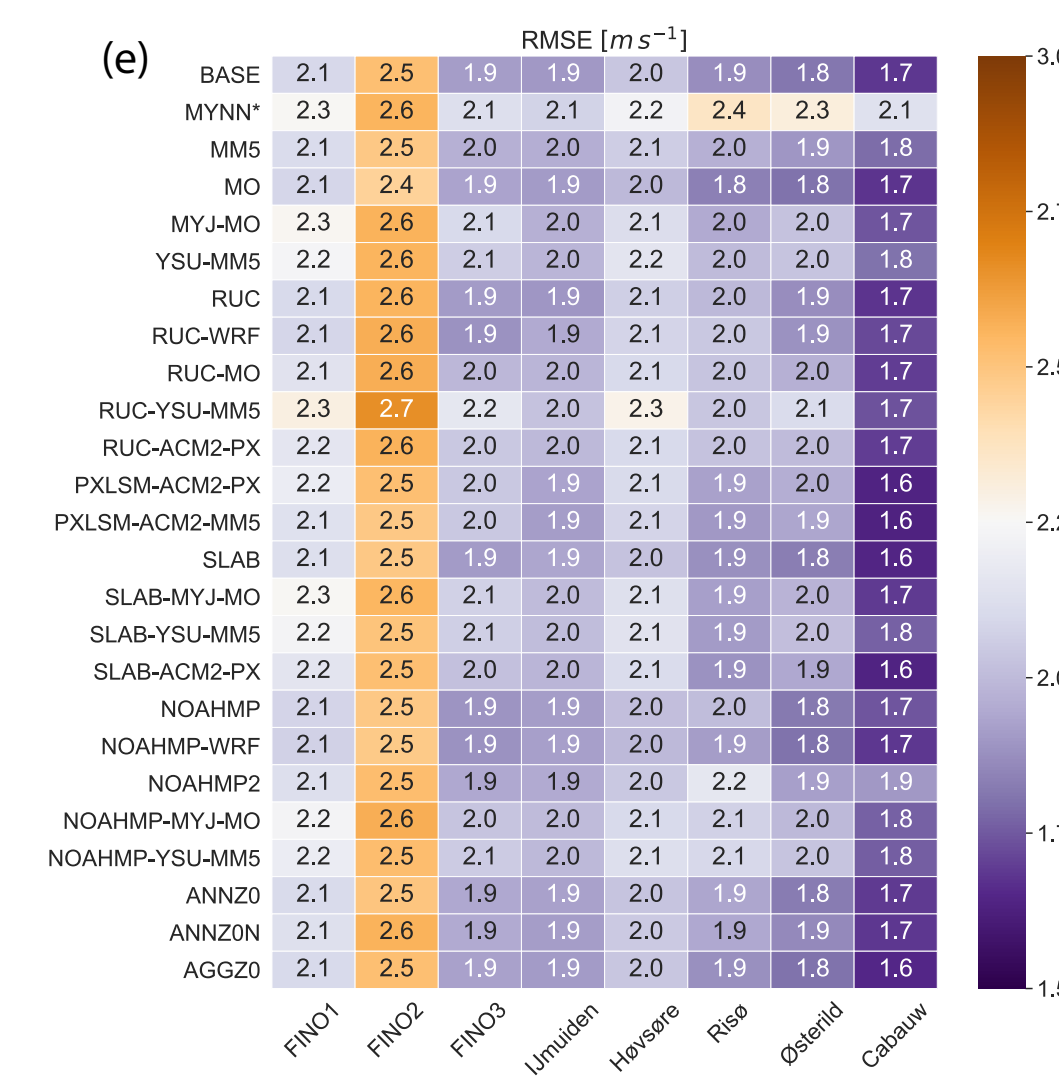 (e)
RMSE [m s⁻¹]
BASE 2.1 2.5 1.9 1.9 2.0 1.9 1.8 1.7
MYNN* 2.3 2.6 2.1 2.1 2.2 2.4 2.3 2.1
MM5 2.1 2.5 2.0 2.0 2.1 2.0 1.9 1.8
MO 2.1 2.4 1.9 1.9 2.0 1.8 1.8 1.7
MYJ-MO 2.3 2.6 2.1 2.0 2.1 2.0 2.0 1.7
YSU-MM5 2.2 2.6 2.1 2.0 2.2 2.0 2.0 1.8
RUC 2.1 2.6 1.9 1.9 2.1 2.0 1.9 1.7
RUC-WRF 2.1 2.6 1.9 1.9 2.1 2.0 1.9 1.7
RUC-MO 2.1 2.6 2.0 2.0 2.1 2.0 2.0 1.7
RUC-YSU-MM5 2.3 2.7 2.2 2.0 2.3 2.0 2.1 1.7
RUC-ACM2-PX 2.2 2.6 2.0 2.0 2.1 2.0 2.0 1.7
PXLSM-ACM2-PX 2.2 2.5 2.0 1.9 2.1 1.9 2.0 1.6
PXLSM-ACM2-MM5 2.1 2.5 2.0 1.9 2.1 1.9 1.9 1.6
SLAB 2.1 2.5 1.9 1.9 2.0 1.9 1.8 1.6
SLAB-MYJ-MO 2.3 2.6 2.1 2.0 2.1 1.9 2.0 1.7
SLAB-YSU-MM5 2.2 2.5 2.1 2.0 2.1 1.9 2.0 1.8
SLAB-ACM2-PX 2.2 2.5 2.0 2.0 2.1 1.9 1.9 1.6
NOAHMP 2.1 2.5 1.9 1.9 2.0 2.0 1.8 1.7
NOAHMP-WRF 2.1 2.5 1.9 1.9 2.0 1.9 1.8 1.7
NOAHMP2 2.1 2.5 1.9 1.9 2.0 2.2 1.9 1.9
NOAHMP-MYJ-MO 2.2 2.6 2.0 2.0 2.1 2.1 2.0 1.8
NOAHMP-YSU-MM5 2.2 2.5 2.1 2.0 2.1 2.1 2.0 1.8
ANNZ0 2.1 2.5 1.9 1.9 2.0 1.9 1.8 1.7
ANNZ0N 2.1 2.6 1.9 1.9 2.0 1.9 1.9 1.7
AGGZ0 2.1 2.5 1.9 1.9 2.0 1.9 1.8 1.6
FINO1 FINO2 FINO3 IJmuiden Høvsøre Risø Østerild Cabauw
3.0
2.7
2.5
2.2
2.0
1.7
1.5